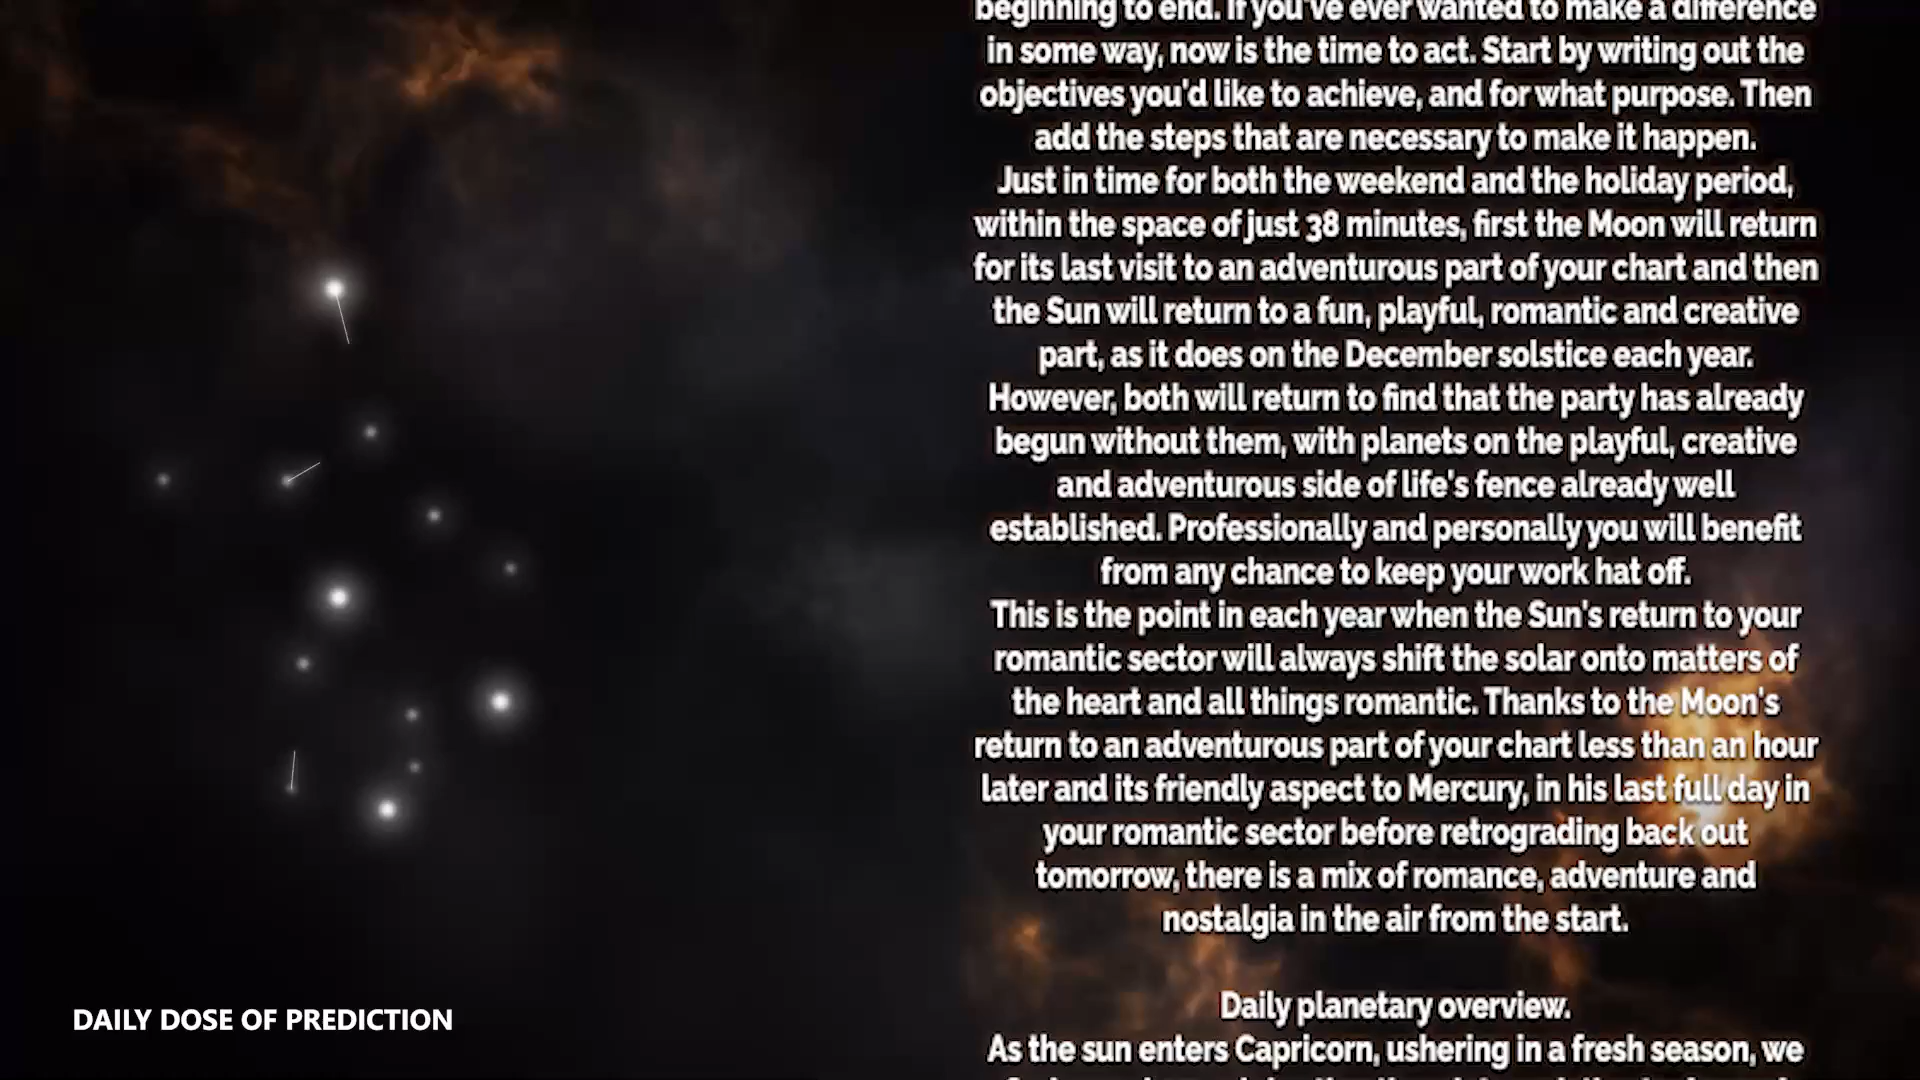 beginning to end. If you've ever wanted to make a difference
in some way, now is the time to act. Start by writing out the
objectives you'd like to achieve, and for what purpose. Then
add the steps that are necessary to make it happen.
Just in time for both the weekend and the holiday period,
within the space of just 38 minutes, first the Moon will return
for its last visit to an adventurous part of your chart and then
the Sun will return to a fun, playful, romantic and creative
part, as it does on the December solstice each year.
However, both will return to find that the party has already
begun without them, with planets on the playful, creative
and adventurous side of life's fence already well
established. Professionally and personally you will benefit
from any chance to keep your work hat off.
This is the point in each year when the Sun's return to your
romantic sector will always shift the solar onto matters of
the heart and all things romantic. Thanks to the Moon's
return to an adventurous part of your chart less than an hour
later and its friendly aspect to Mercury, in his last full day in
your romantic sector before retrograding back out
tomorrow, there is a mix of romance, adventure and
nostalgia in the air from the start.
Daily planetary overview.
As the sun enters Capricorn, ushering in a fresh season, we
DAILY DOSE OF PREDICTION